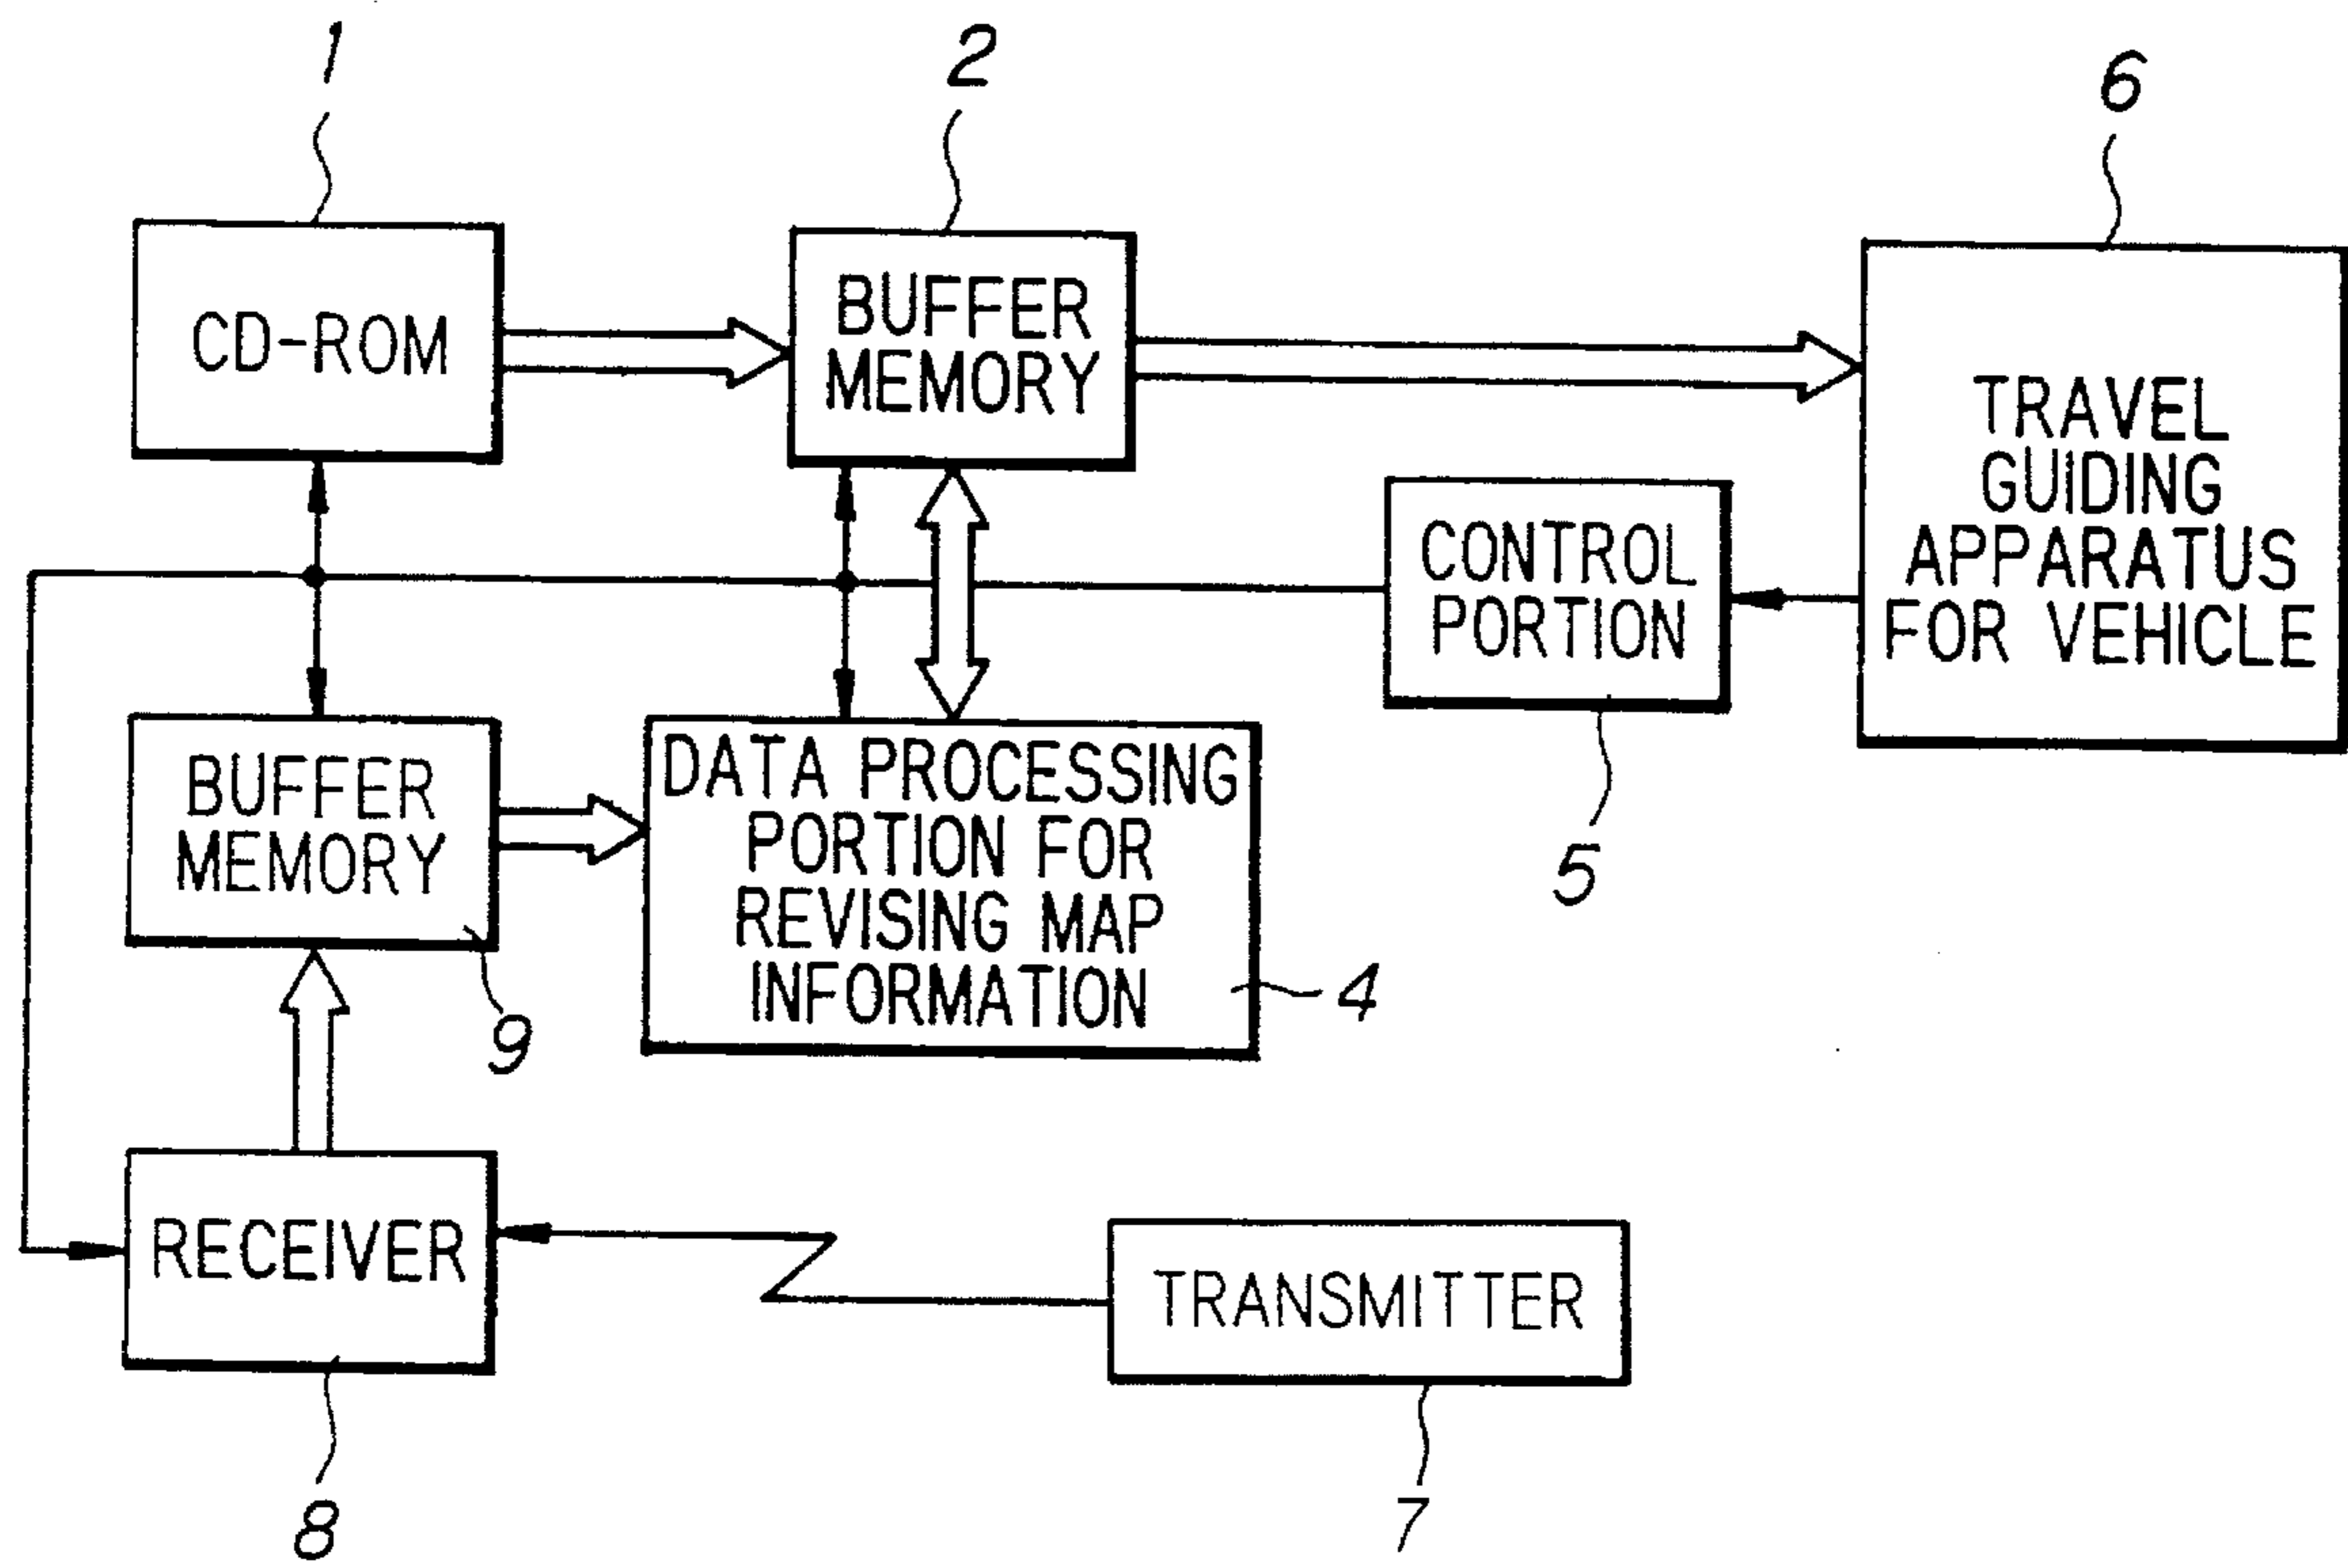 1
2
6
CD-ROM
BUFFER
MEMORY
TRAVEL
GUIDING
APPARATUS
FOR VEHICLE
CONTROL
PORTION
5
BUFFER
MEMORY
9
DATA PROCESSING
PORTION FOR
REVISING MAP
INFORMATION
4
RECEIVER
8
TRANSMITTER
7